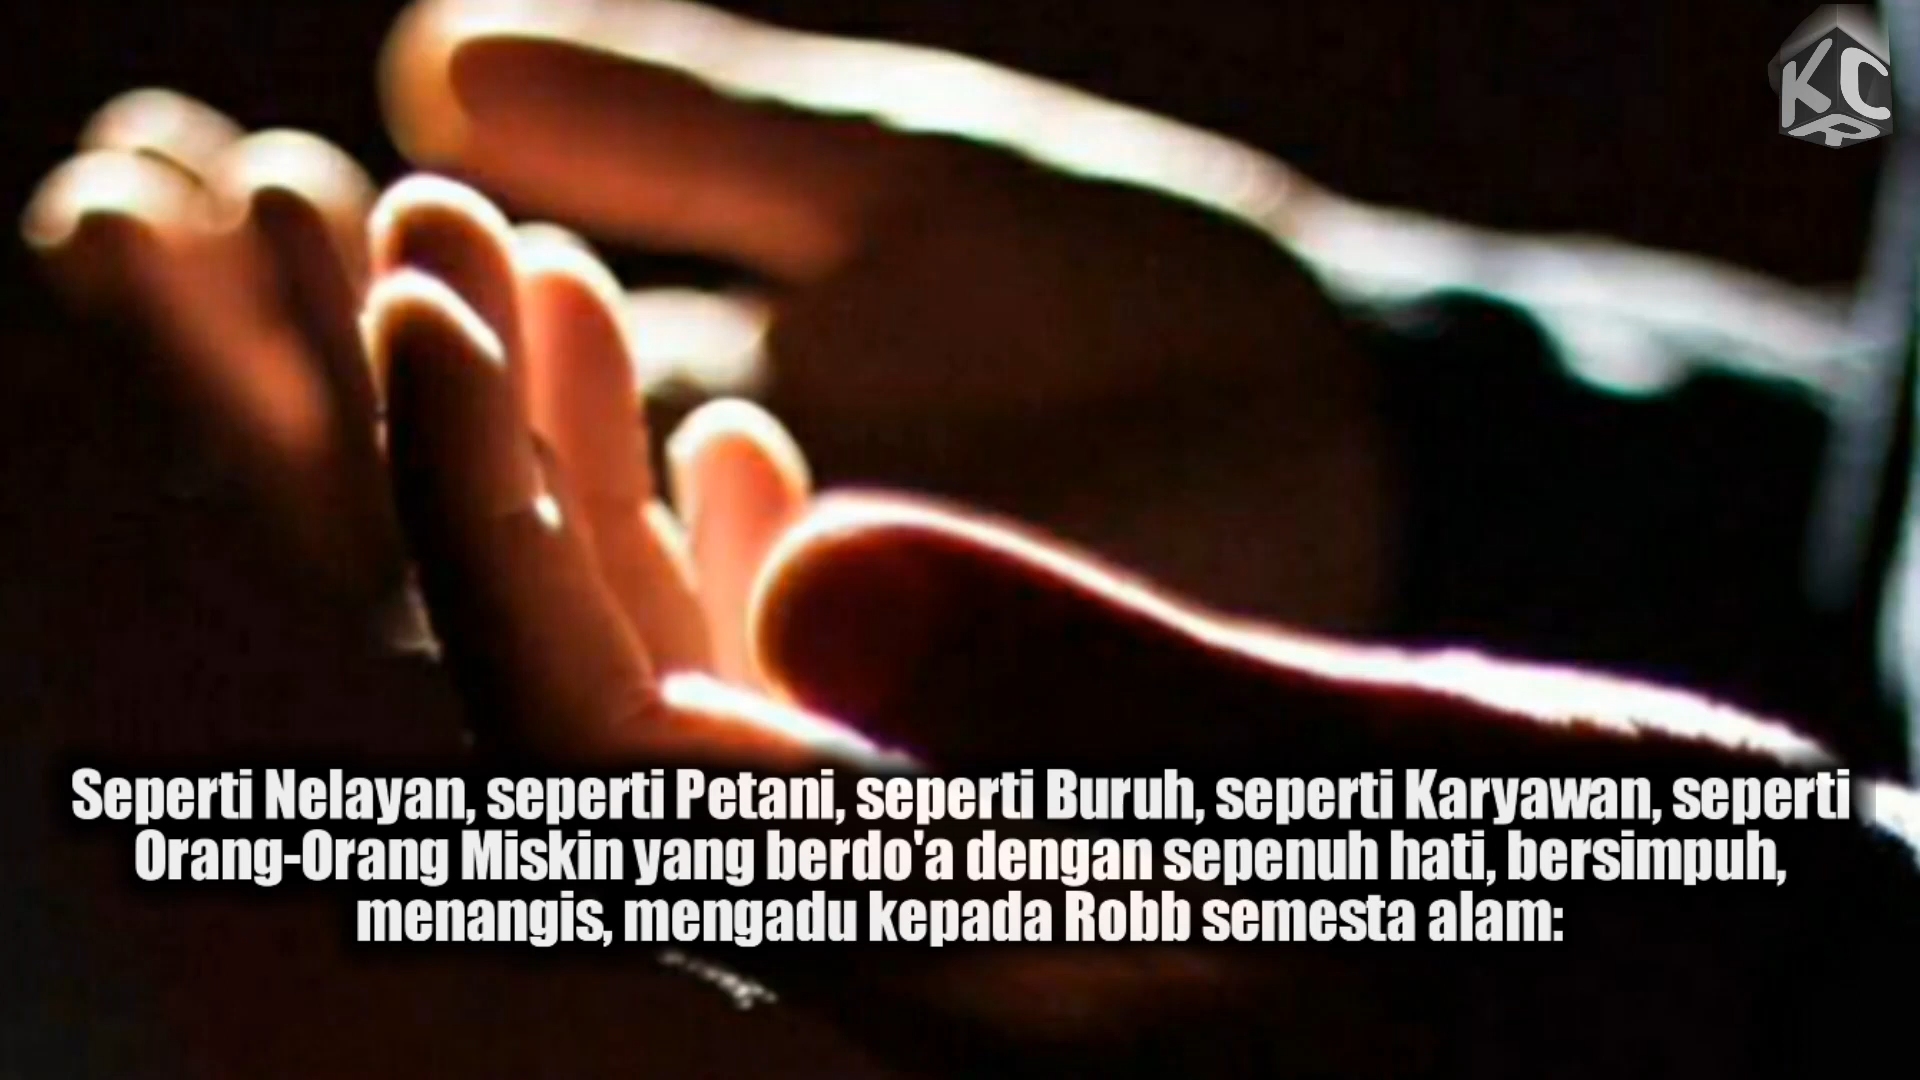 KCR
Seperti Nelayan, seperti Petani, seperti Buruh, seperti Karyawan, seperti
Orang-Orang Miskin yang berdo'a dengan sepenuh hati, bersimpuh,
menangis, mengadu kepada Robb semesta alam: